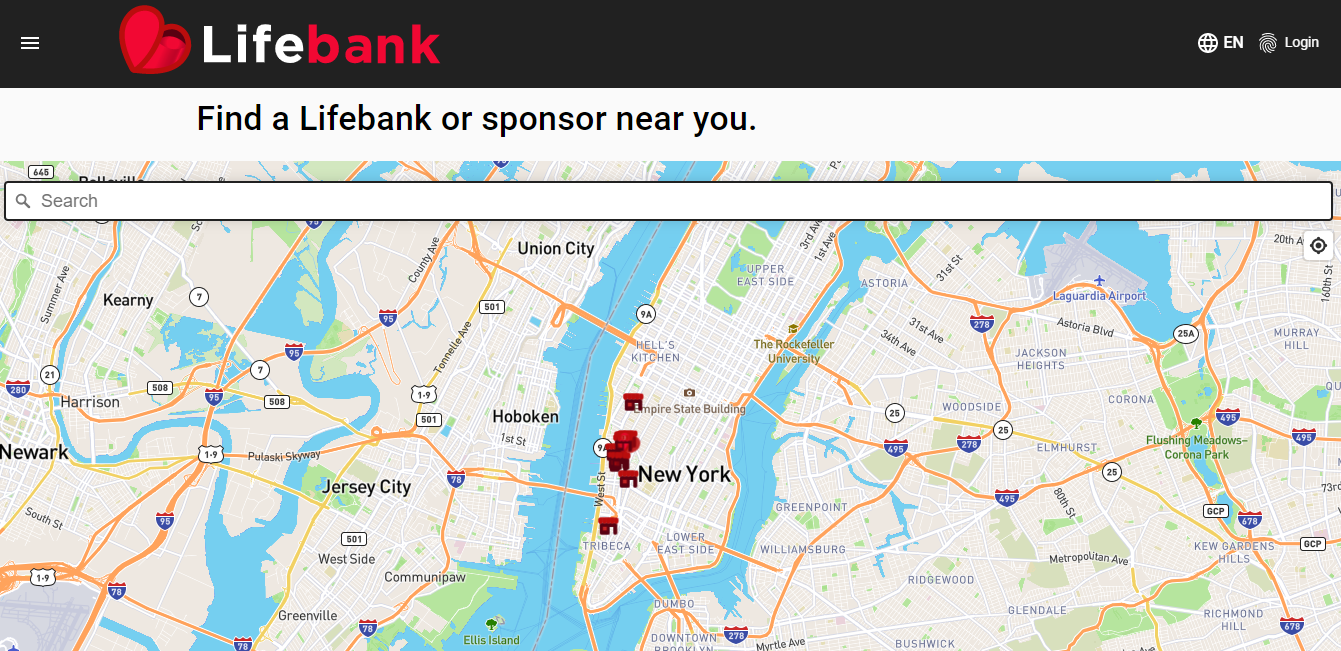 Lifebank
EN
Login
Find a Lifebank or sponsor near you.
645
Search
95
Union City
County Ave
3rd Ave
1st Ave
UPPER
EAST SIDE
ASTORIA
31st St
20th A
160th St
Laguardia Airport
Summer Ave
Kearny
7
501
95
9A
278
Astoria Blvd
25A
MURRAY
HILL
HELL'S
KITCHEN
The Rockefeller
University
34th Ave
31st Ave
JACKSON
HEIGHTS
Tonnelle Ave
95
7
21
280
Harrison
508
95
508
1-9
501
Hoboken
1st St
Empire State Building
25
WOODSIDE
CORONA
495
25
278
495
ELMHURST
Flushing Meadows–
Corona Park
495
Newark
1-9
Pulaski Skyway
9A
New York
25
78
Jersey City
West St
495
80th St
73rd
GREENPOINT
GCP
678
South St
95
501
West Side
TRIBECA
LOWER
EAST SIDE
WILLIAMSBURG
Metropolitan Ave
KEW GARDENS
HILLS
GCP
1-9
78
Communipaw
RIDGEWOOD
Greenville
78
Ellis Island
DUMBO
GLENDALE
RICHMOND
HILL
678
78
DOWNTOWN
BROOKLYN
278
Myrtle Ave
BUSHWICK